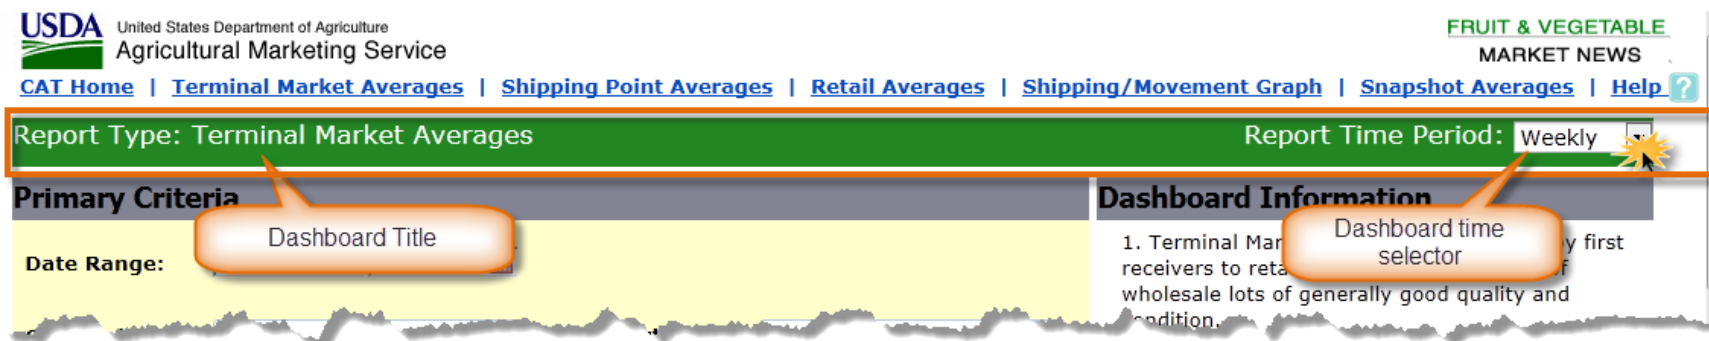 USDA United States Department of Agriculture
Agricultural Marketing Service
FRUIT & VEGETABLE
MARKET NEWS
CAT Home | Terminal Market Averages | Shipping Point Averages | Retail Averages | Shipping/Movement Graph | Snapshot Averages | Help ?
Report Type: Terminal Market Averages
Report Time Period: Weekly
Primary Criteria
Dashboard Title
Date Range:
Dashboard Information
Dashboard time
selector
1. Terminal Mar y first
receivers to reta of
wholesale lots of generally good quality and
ndition.